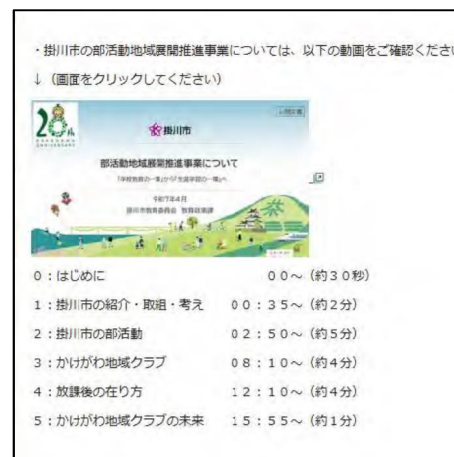 ・掛川市の部活動地域展開推進事業については、以下の動画をご確認ください
↓（画面をクリックしてください）
20th
ANNIVERSARY
掛川市
部活動地域展開推進事業について
「学校教育の一環」から「生涯学習の一環」へ
令和7年4月
掛川市教育委員会 教育政策課
0：はじめに 00～（約30秒）
1：掛川市の紹介・取組・考え 00：35～（約2分）
2：掛川市の部活動 02：50～（約5分）
3：かけがわ地域クラブ 08：10～（約4分）
4：放課後の在り方 12：10～（約4分）
5：かけがわ地域クラブの未来 15：55～（約1分）